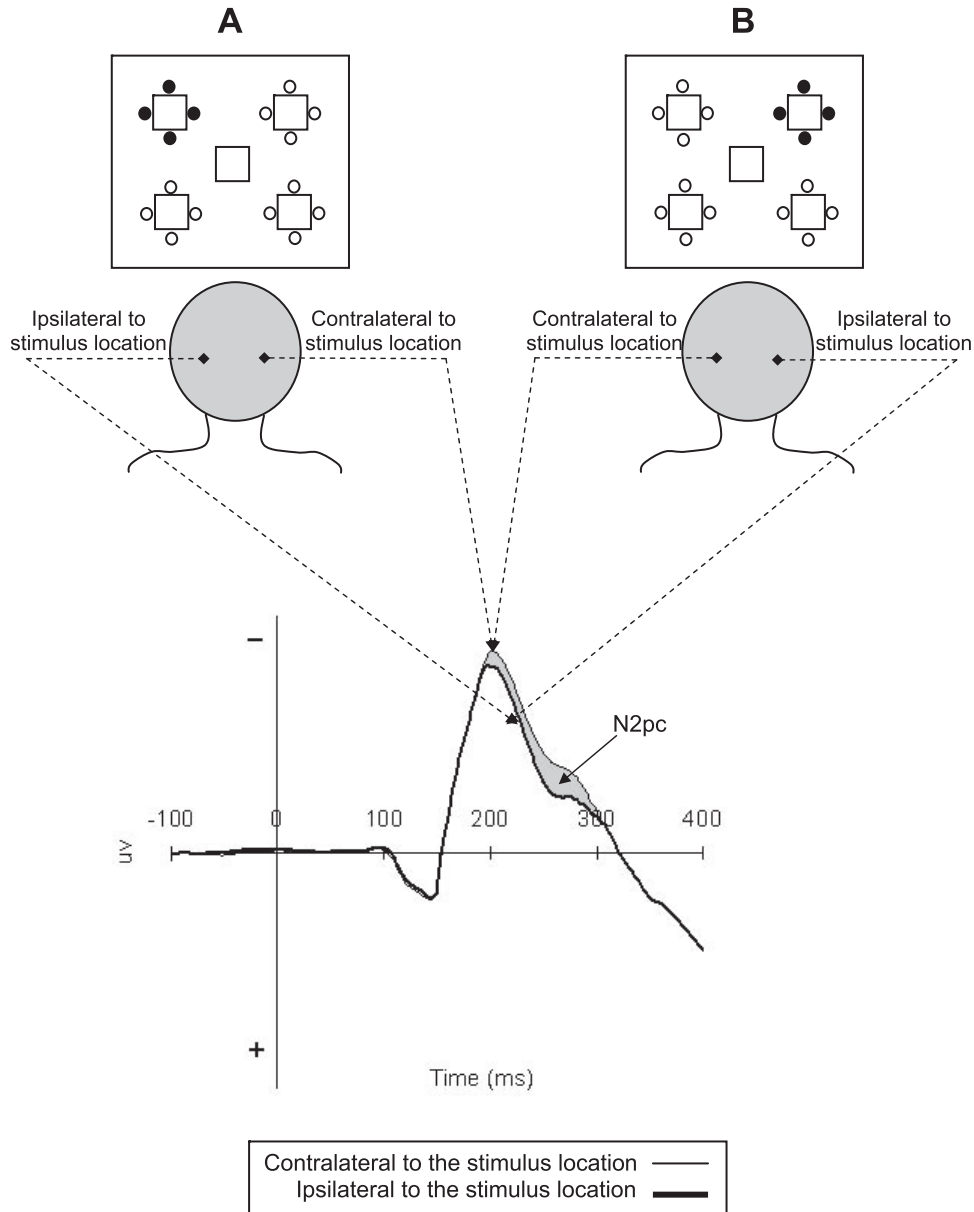 A
B
Ipsilateral to
stimulus location
Contralateral to
stimulus location
Contralateral to
stimulus location
Ipsilateral to
stimulus location
−
N2pc
-100 0 100 200 300 400
uv
+
Time (ms)
Contralateral to the stimulus location
Ipsilateral to the stimulus location